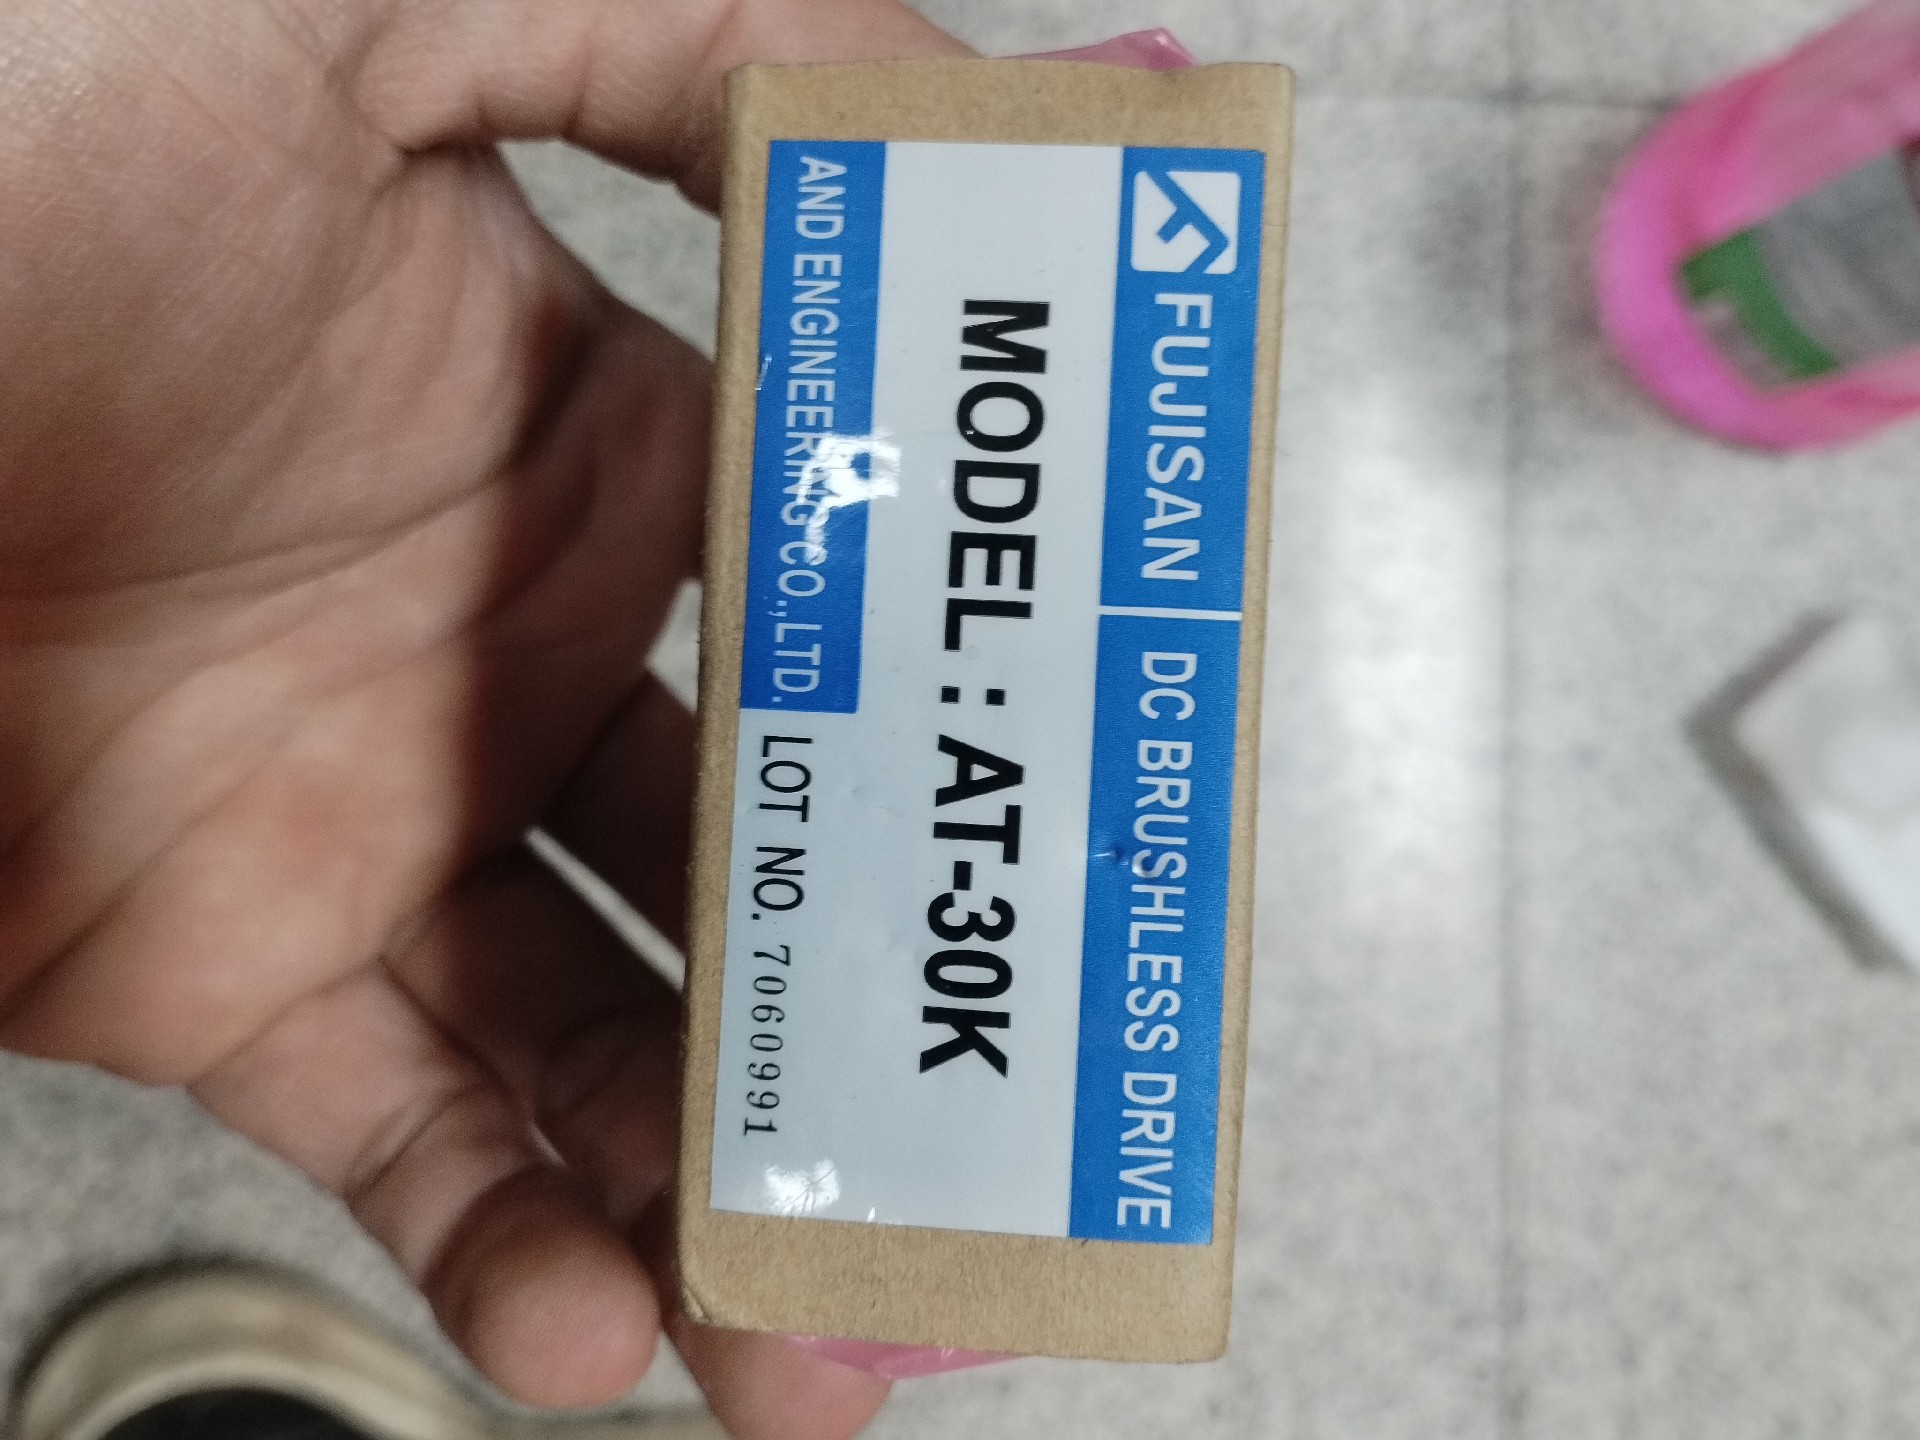 FUJISAN DC BRUSHLESS DRIVE
MODEL : AT-30K
AND ENGINEERING CO.,LTD. LOT NO. 7060991